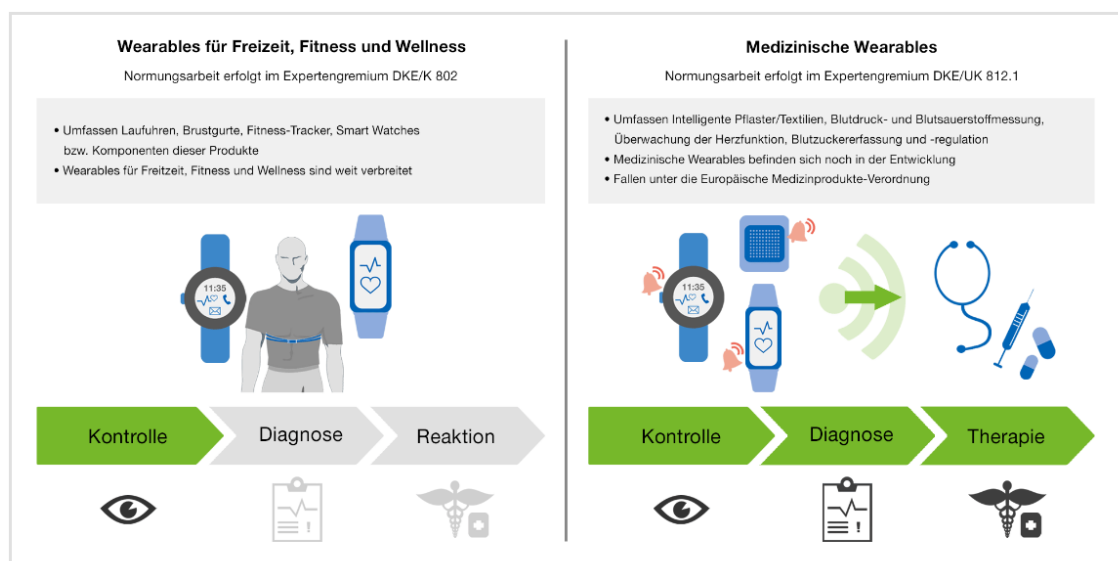 Wearables für Freizeit, Fitness und Wellness
Normungsarbeit erfolgt im Expertengremium DKE/K 802
• Umfassen Laufuhren, Brustgurte, Fitness-Tracker, Smart Watches
bzw. Komponenten dieser Produkte
• Wearables für Freitzeit, Fitness und Wellness sind weit verbreitet
11:35
Kontrolle
Diagnose
Reaktion
!
Medizinische Wearables
Normungsarbeit erfolgt im Expertengremium DKE/UK 812.1
• Umfassen Intelligente Pflaster/Textilien, Blutdruck- und Blutsauerstoffmessung,
Überwachung der Herzfunktion, Blutzuckererfassung und -regulation
• Medizinische Wearables befinden sich noch in der Entwicklung
• Fallen unter die Europäische Medizinprodukte-Verordnung
11:35
Kontrolle
Diagnose
Therapie
!